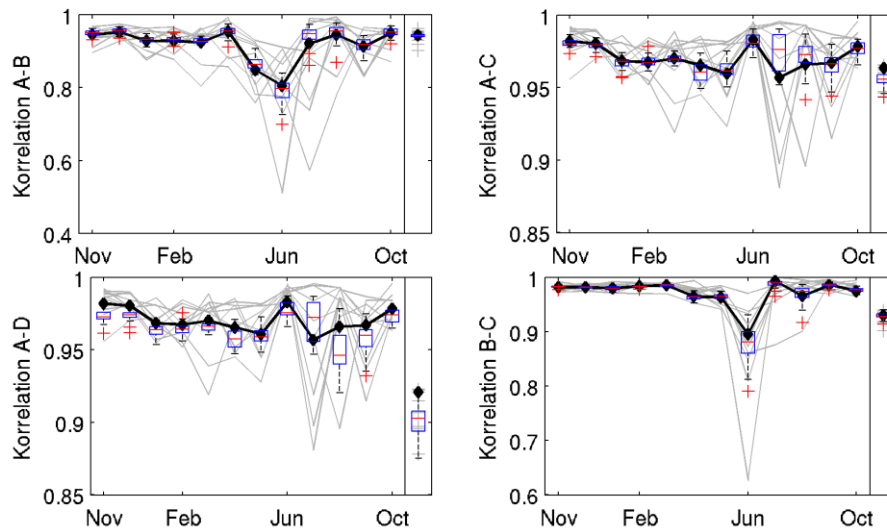 Korrelation A-B
1
0.8
0.6
0.4
Nov
Feb
Jun
Oct
Korrelation A-C
1
0.95
0.9
0.85
Nov
Feb
Jun
Oct
Korrelation A-D
1
0.95
0.9
0.85
Nov
Feb
Jun
Oct
Korrelation B-C
1
0.9
0.8
0.7
0.6
Nov
Feb
Jun
Oct